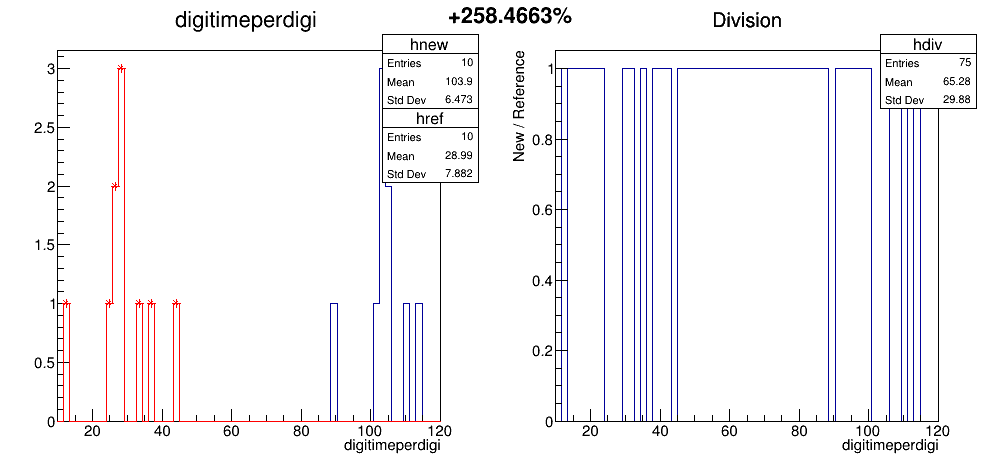 +258.4663%
digitimeperdigi
hnew
Entries 10
Mean 103.9
Std Dev 6.473
href
Entries 10
Mean 28.99
Std Dev 7.882
3
2.5
2
1.5
1
0.5
0
20 40 60 80 100 120
digitimeperdigi
Division
hdiv
Entries 75
Mean 65.28
Std Dev 29.88
New / Reference
1
0.8
0.6
0.4
0.2
0
20 40 60 80 100 120
digitimeperdigi